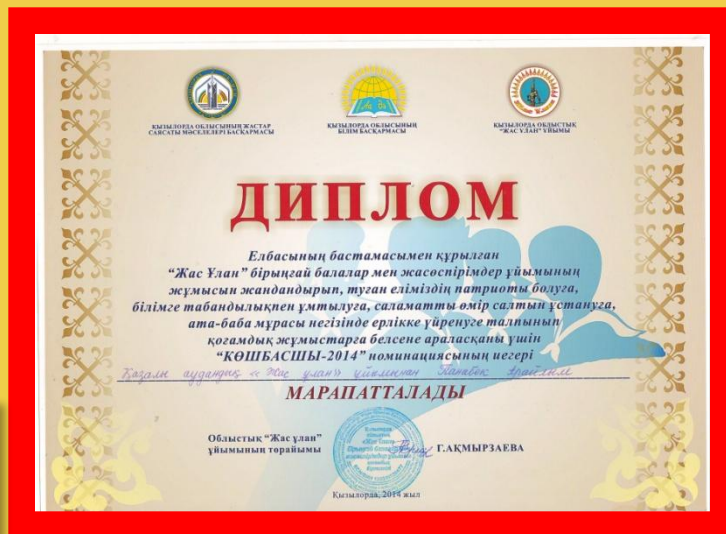 ҚЫЗЫЛОРДА ОБЛЫСЫНЫҢ ЖАСТАР
САЯСАТЫ МӘСЕЛЕЛЕРІ БАСҚАРМАСЫ
ҚЫЗЫЛОРДА ОБЛЫСЫНЫҢ
БІЛІМ БАСҚАРМАСЫ
ҚЫЗЫЛОРДА ОБЛЫСТЫҚ
"ЖАС ҰЛАН" ҰЙЫМЫ
ДИПЛОМ
Елбасының бастамасымен құрылған
"Жас Ұлан" бірыңғай балалар мен жасөспірімдер ұйымының
жұмысын жандандырып, туған еліміздің патриоты болуға,
білімге табандылықпен ұмтылуға, саламатты өмір салтын ұстануға,
ата-баба мұрасы негізінде ерлікке үйренуге талпынып
қоғамдық жұмыстарға белсене араласқаны үшін
"КӨШБАСШЫ-2014" номинациясының иегері
Қазалы аудандық «Жас ұлан» ұйымынан
МАРАПАТТАЛАДЫ
Облыстық "Жас ұлан"
ұйымының төрайымы
Г.АҚМЫРЗАЕВА
Қызылорда, 2014 жыл